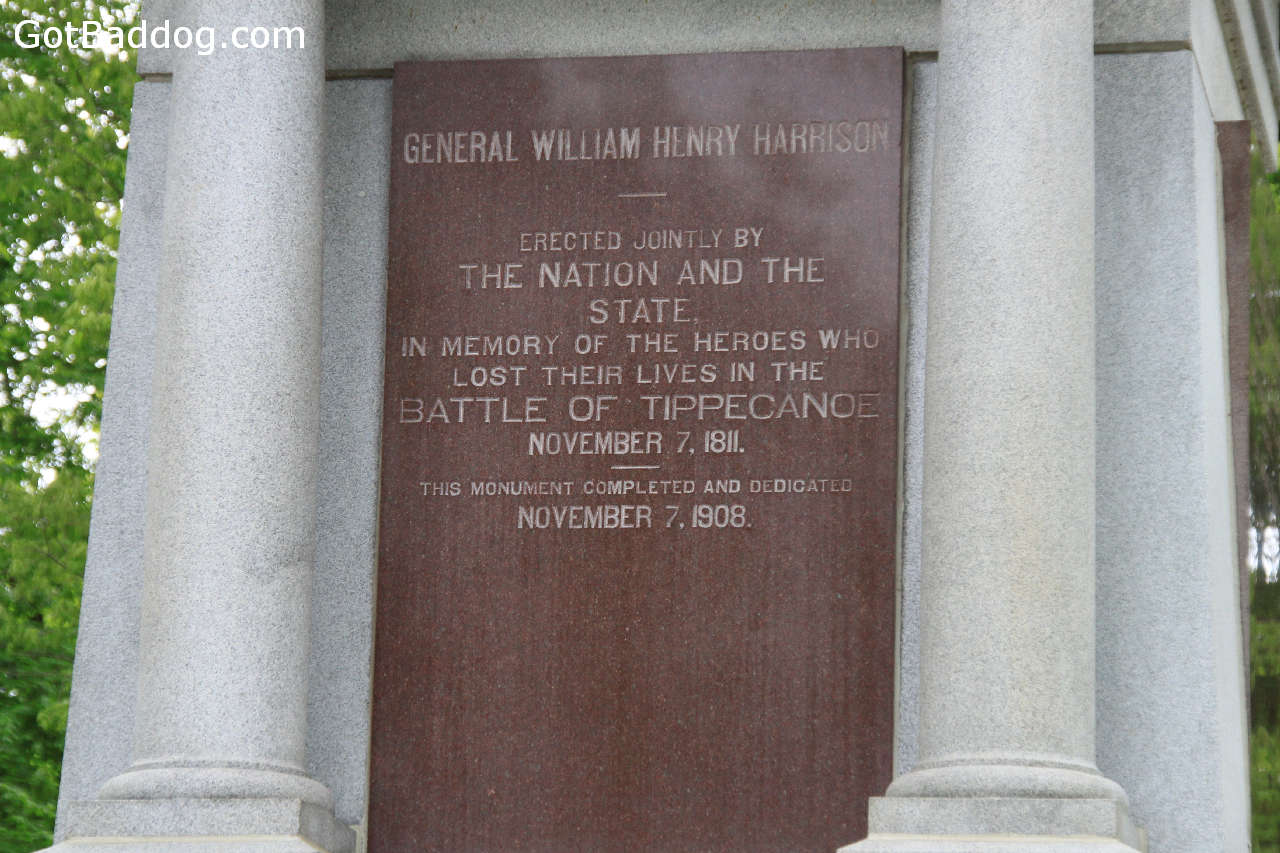 GotBaddog.com
GENERAL WILLIAM HENRY HARRISON
ERECTED JOINTLY BY
THE NATION AND THE
STATE,
IN MEMORY OF THE HEROES WHO
LOST THEIR LIVES IN THE
BATTLE OF TIPPECANOE
NOVEMBER 7, 1811.
THIS MONUMENT COMPLETED AND DEDICATED
NOVEMBER 7, 1908.